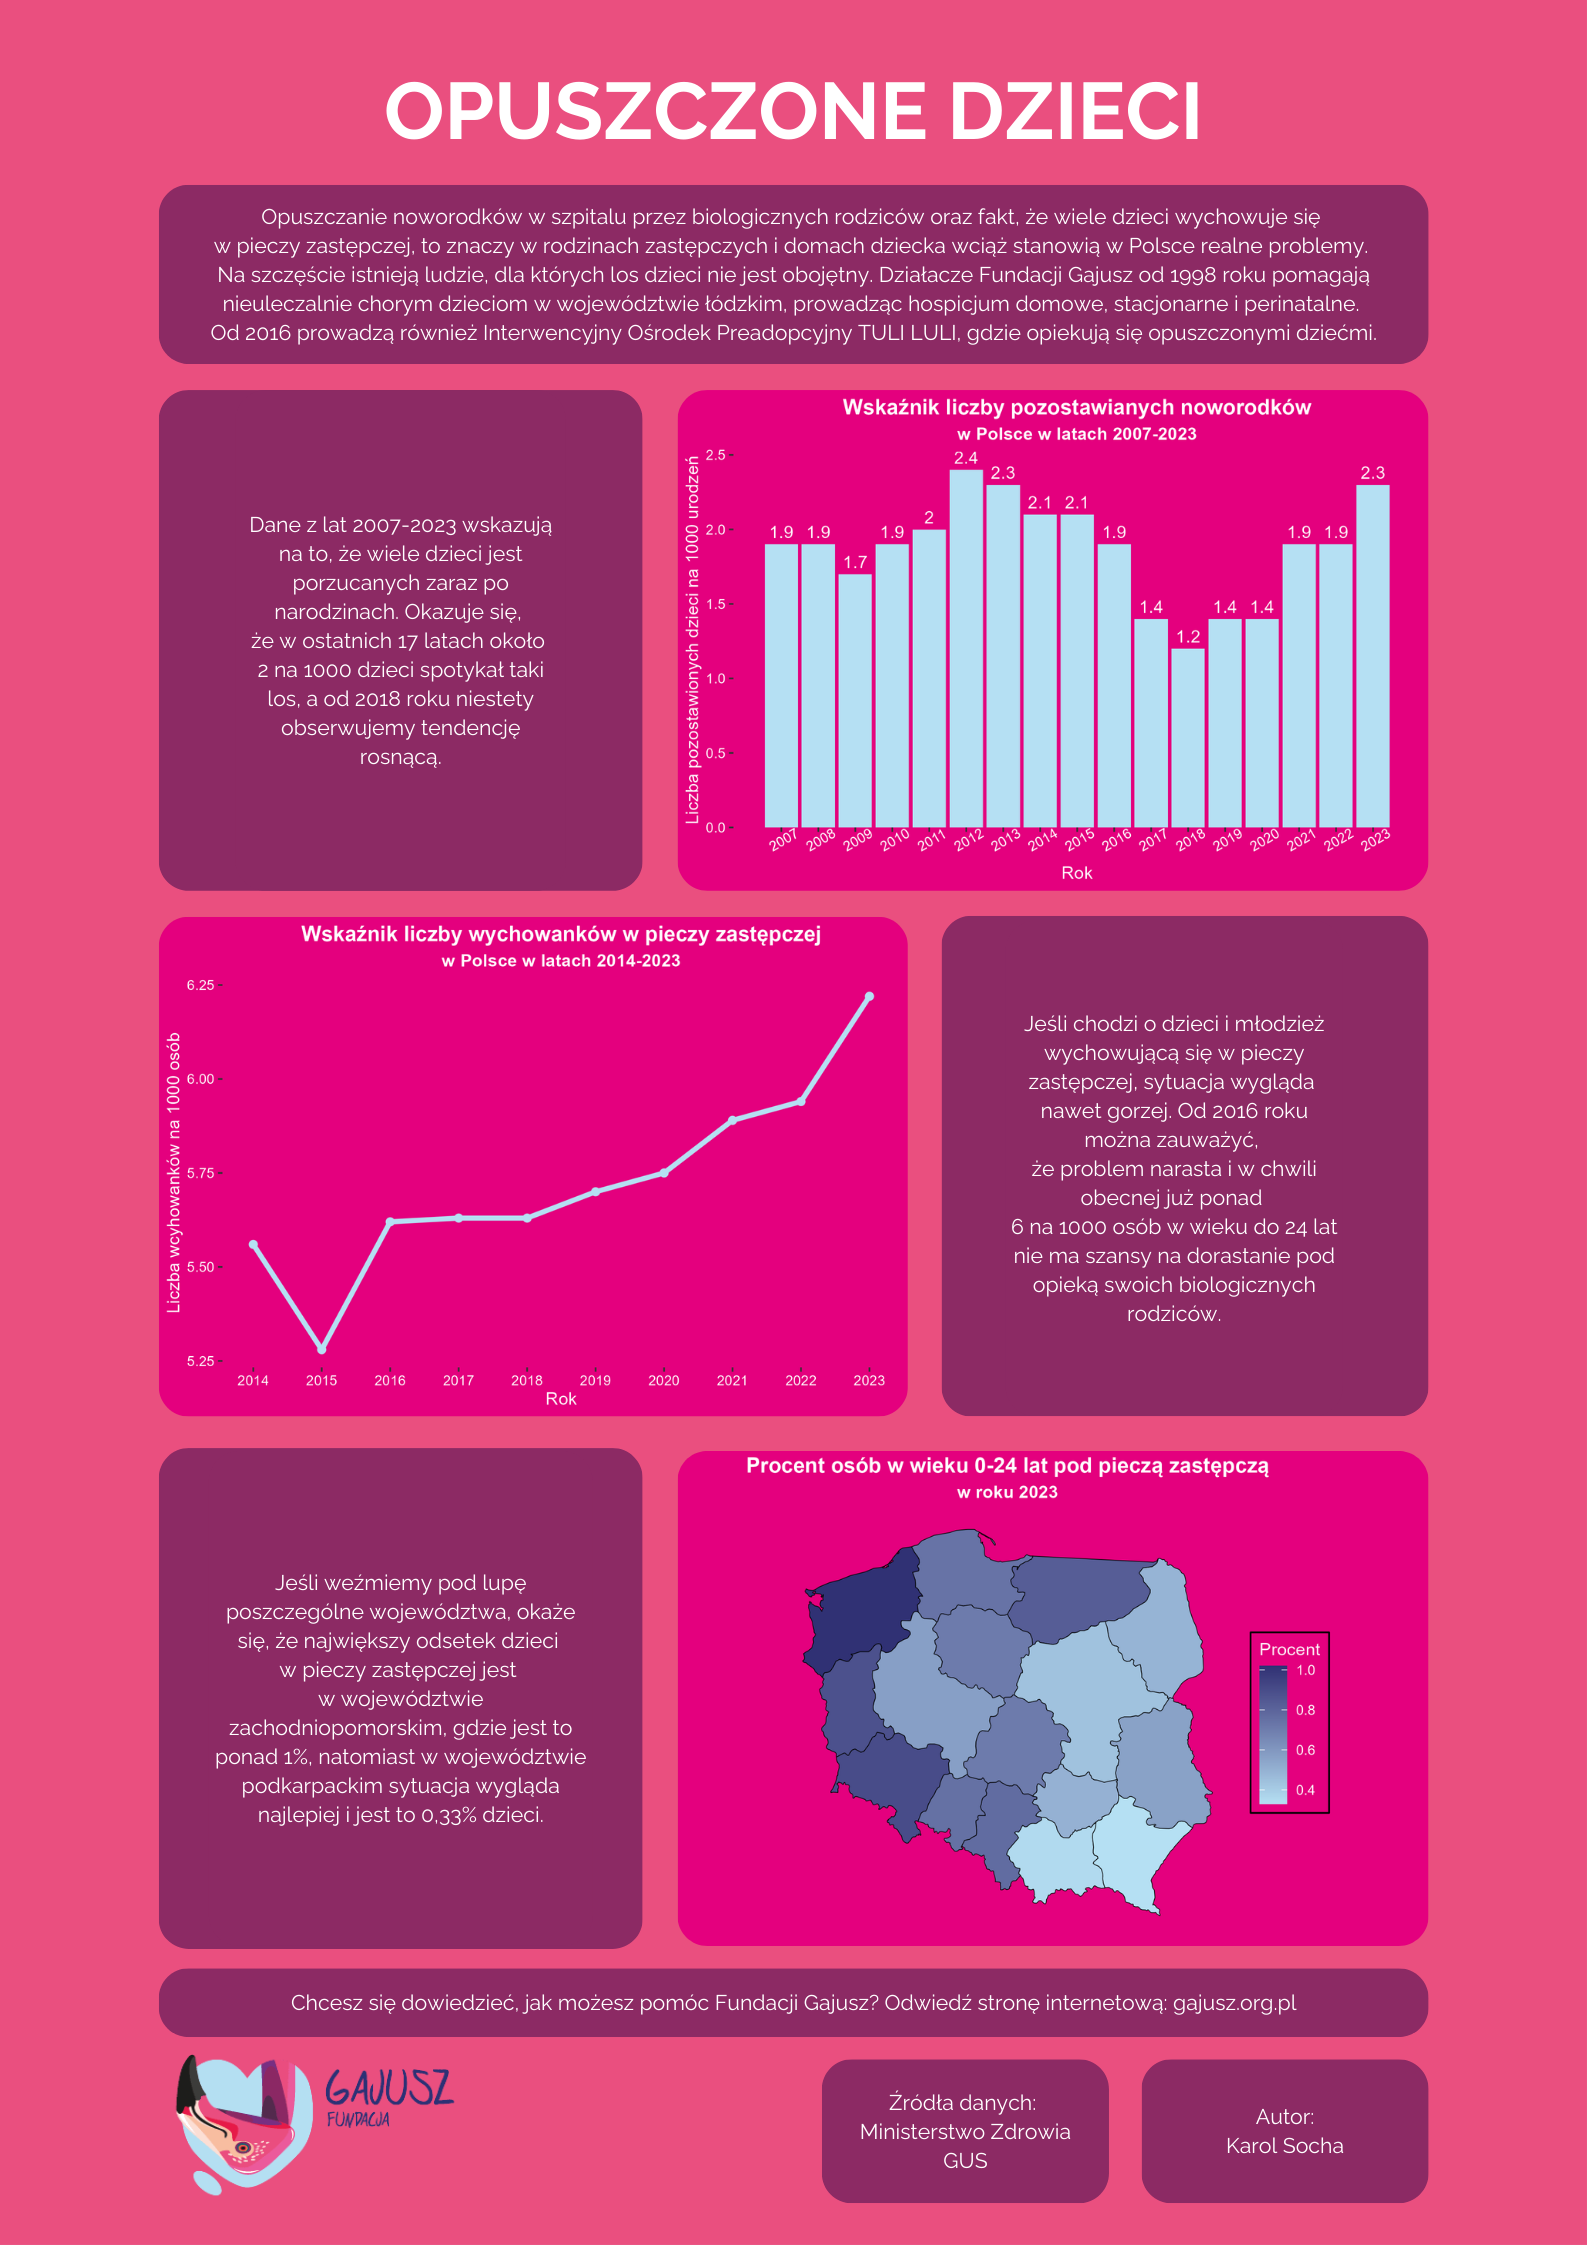 OPUSZCZONE DZIECI
Opuszczanie noworodków w szpitalu przez biologicznych rodziców oraz fakt, że wiele dzieci wychowuje się
w pieczy zastępczej, to znaczy w rodzinach zastępczych i domach dziecka wciąż stanowią w Polsce realne problemy.
Na szczęście istnieją ludzie, dla których los dzieci nie jest obojętny. Działacze Fundacji Gajusz od 1998 roku pomagają
nieuleczalnie chorym dzieciom w województwie łódzkim, prowadząc hospicjum domowe, stacjonarne i perinatalne.
Od 2016 prowadzą również Interwencyjny Ośrodek Preadopcyjny TULI LULI, gdzie opiekują się opuszczonymi dziećmi.
Dane z lat 2007-2023 wskazują
na to, że wiele dzieci jest
porzucanych zaraz po
narodzinach. Okazuje się,
że w ostatnich 17 latach około
2 na 1000 dzieci spotykał taki
los, a od 2018 roku niestety
obserwujemy tendencję
rosnącą.
Wskaźnik liczby pozostawianych noworodków
w Polsce w latach 2007-2023
Liczba pozostawionych dzieci na 1000 urodzeń
2.5
2.0
1.5
1.0
0.5
0.0
1.9 1.9 1.7 1.9 2 2.4 2.3 2.1 2.1 1.9 1.4 1.2 1.4 1.4 1.9 1.9 2.3
2007 2008 2009 2010 2011 2012 2013 2014 2015 2016 2017 2018 2019 2020 2021 2022 2023
Rok
Wskaźnik liczby wychowanków w pieczy zastępczej
w Polsce w latach 2014-2023
Liczba wcyhowanków na 1000 osób
6.25
6.00
5.75
5.50
5.25
2014 2015 2016 2017 2018 2019 2020 2021 2022 2023
Rok
Jeśli chodzi o dzieci i młodzież
wychowującą się w pieczy
zastępczej, sytuacja wygląda
nawet gorzej. Od 2016 roku
można zauważyć,
że problem narasta i w chwili
obecnej już ponad
6 na 1000 osób w wieku do 24 lat
nie ma szansy na dorastanie pod
opieką swoich biologicznych
rodziców.
Jeśli weźmiemy pod lupę
poszczególne województwa, okaże
się, że największy odsetek dzieci
w pieczy zastępczej jest
w województwie
zachodniopomorskim, gdzie jest to
ponad 1%, natomiast w województwie
podkarpackim sytuacja wygląda
najlepiej i jest to 0,33% dzieci.
Procent osób w wieku 0-24 lat pod pieczą zastępczą
w roku 2023
Procent
1.0
0.8
0.6
0.4
Chcesz się dowiedzieć, jak możesz pomóc Fundacji Gajusz? Odwiedź stronę internetową: gajusz.org.pl
GAJUSZ
FUNDACJA
Źródła danych:
Ministerstwo Zdrowia
GUS
Autor:
Karol Socha